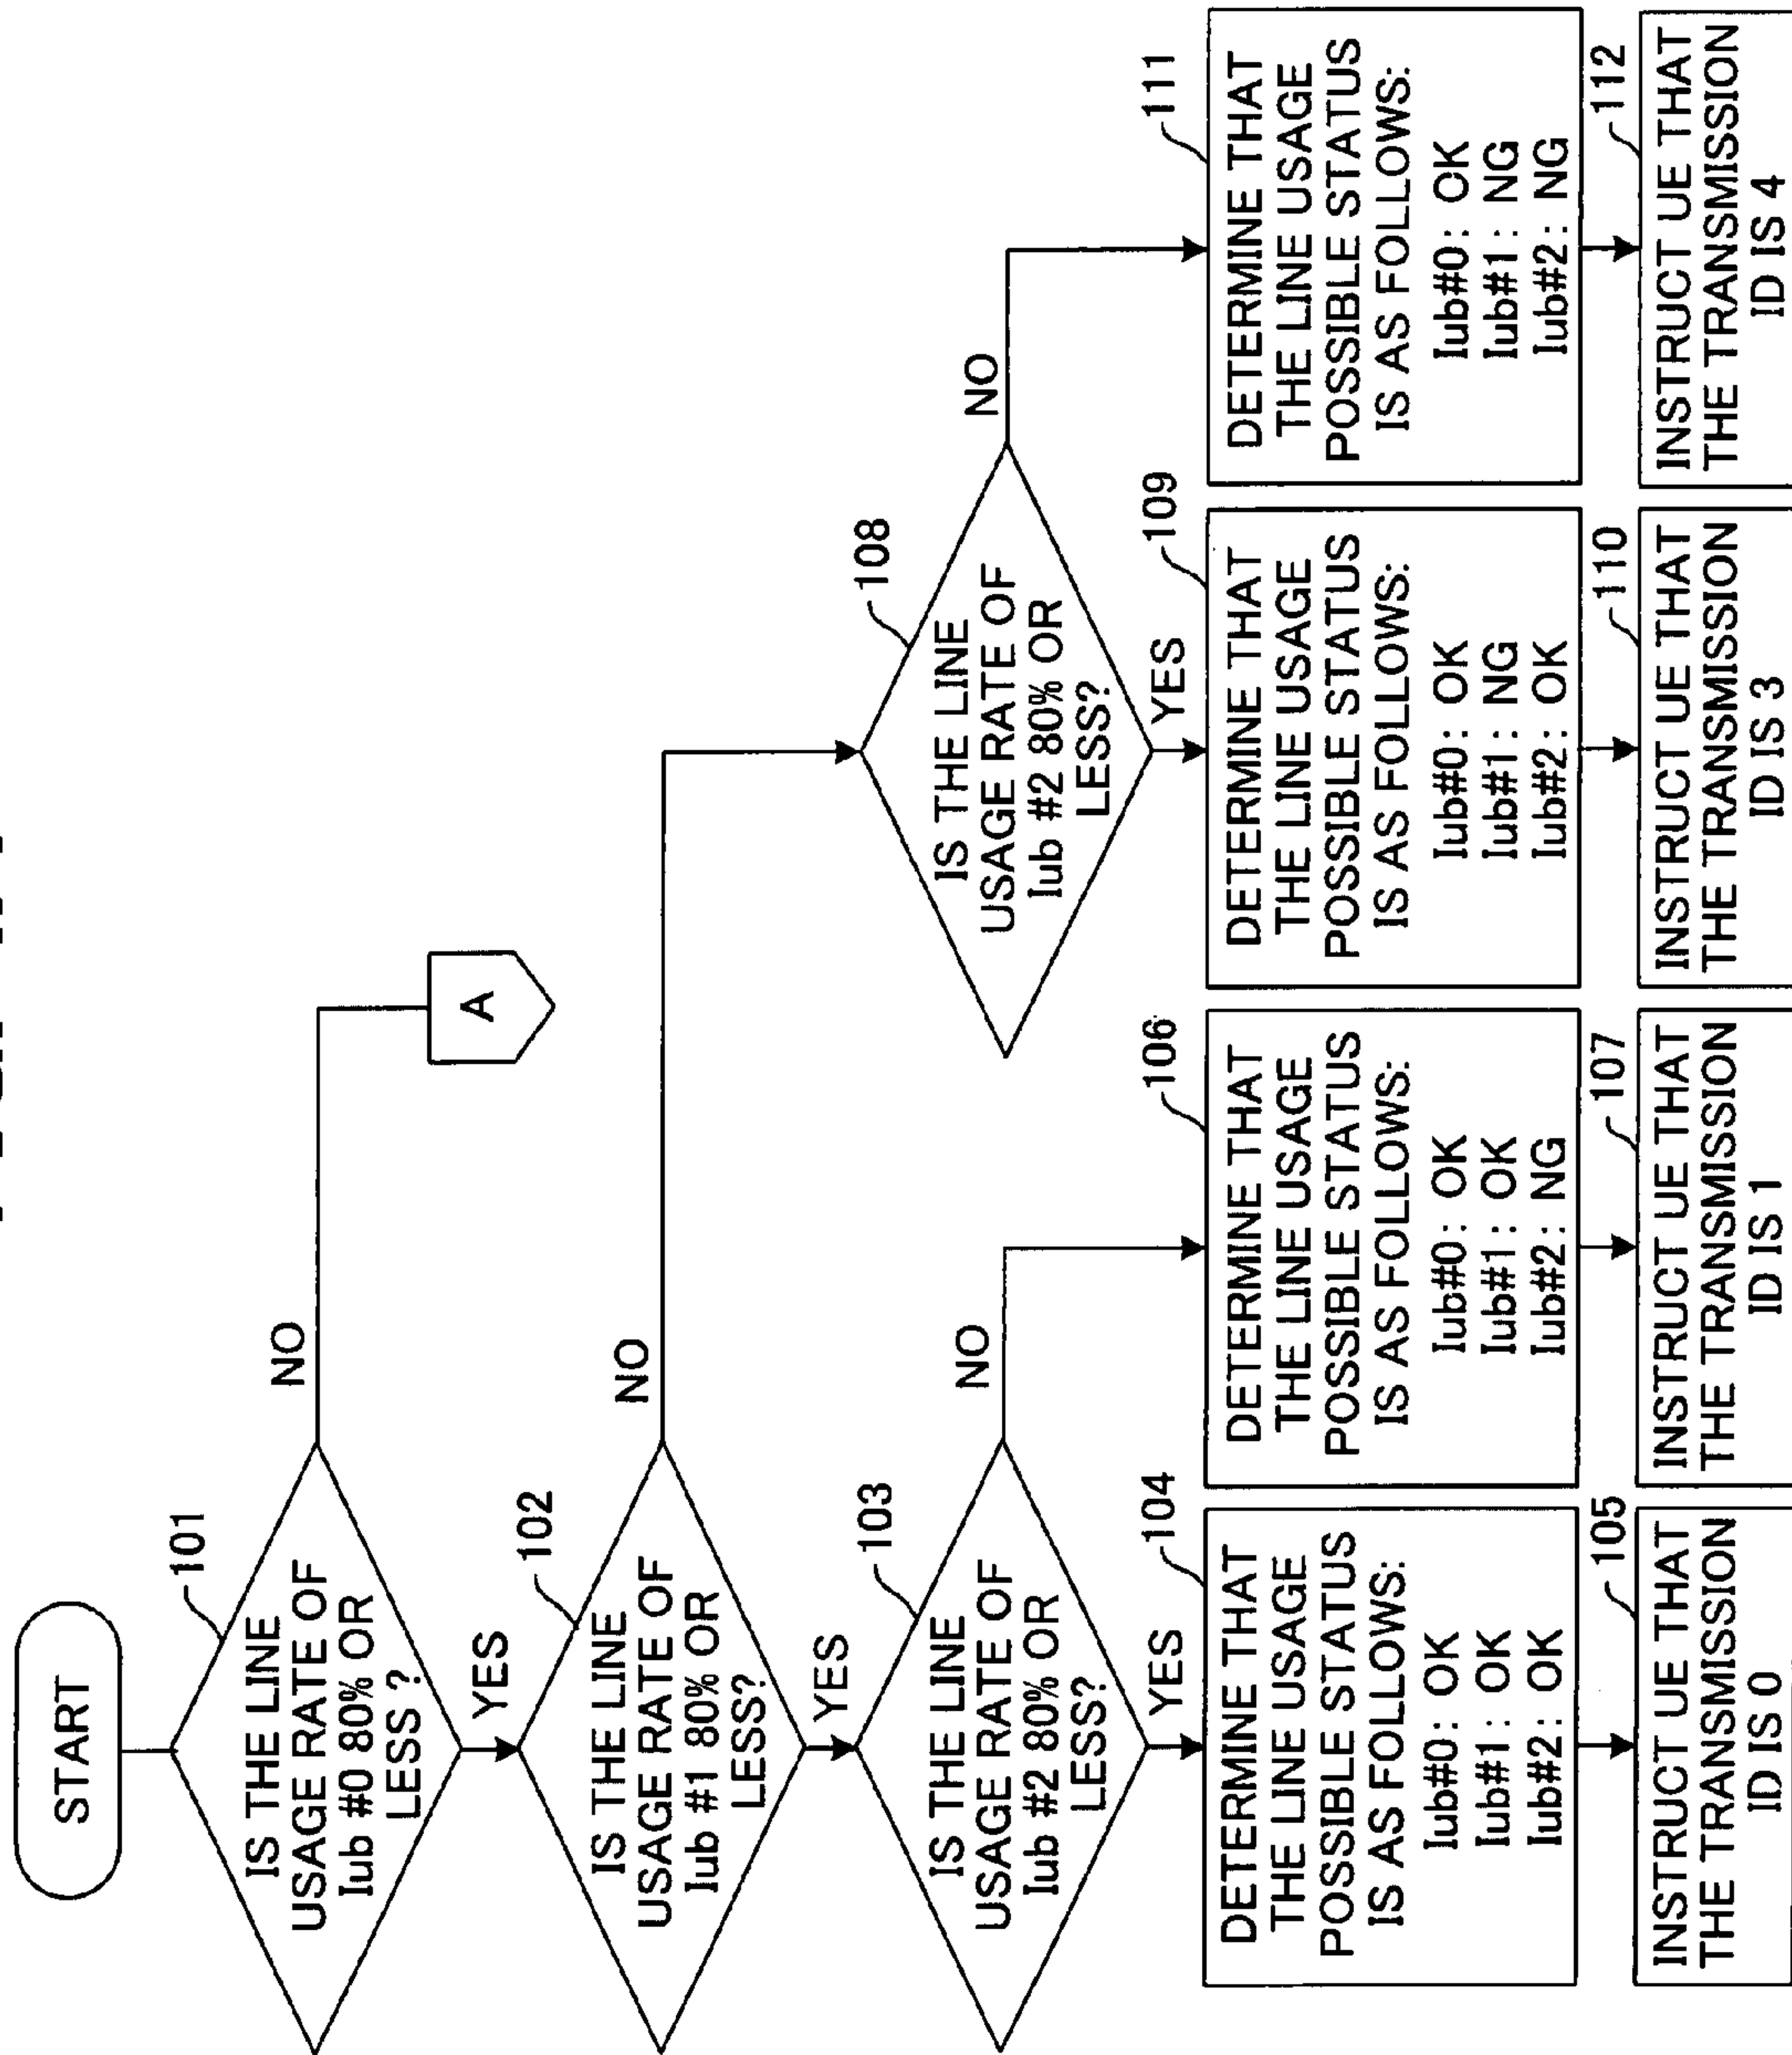 START
101
IS THE LINE
USAGE RATE OF
Iub #0 80% OR
LESS ?
NO
A
YES
102
IS THE LINE
USAGE RATE OF
Iub #1 80% OR
LESS?
NO
YES
103
IS THE LINE
USAGE RATE OF
Iub #2 80% OR
LESS?
NO
YES
108
IS THE LINE
USAGE RATE OF
Iub #2 80% OR
LESS?
NO
YES
104
DETERMINE THAT
THE LINE USAGE
POSSIBLE STATUS
IS AS FOLLOWS:
Iub#0: OK
Iub#1: OK
Iub#2: OK
105
INSTRUCT UE THAT
THE TRANSMISSION
ID IS 0
106
DETERMINE THAT
THE LINE USAGE
POSSIBLE STATUS
IS AS FOLLOWS:
Iub#0: OK
Iub#1: OK
Iub#2: NG
107
INSTRUCT UE THAT
THE TRANSMISSION
ID IS 1
109
DETERMINE THAT
THE LINE USAGE
POSSIBLE STATUS
IS AS FOLLOWS:
Iub#0: OK
Iub#1: NG
Iub#2: OK
110
INSTRUCT UE THAT
THE TRANSMISSION
ID IS 3
111
DETERMINE THAT
THE LINE USAGE
POSSIBLE STATUS
IS AS FOLLOWS:
Iub#0: OK
Iub#1: NG
Iub#2: NG
112
INSTRUCT UE THAT
THE TRANSMISSION
ID IS 4